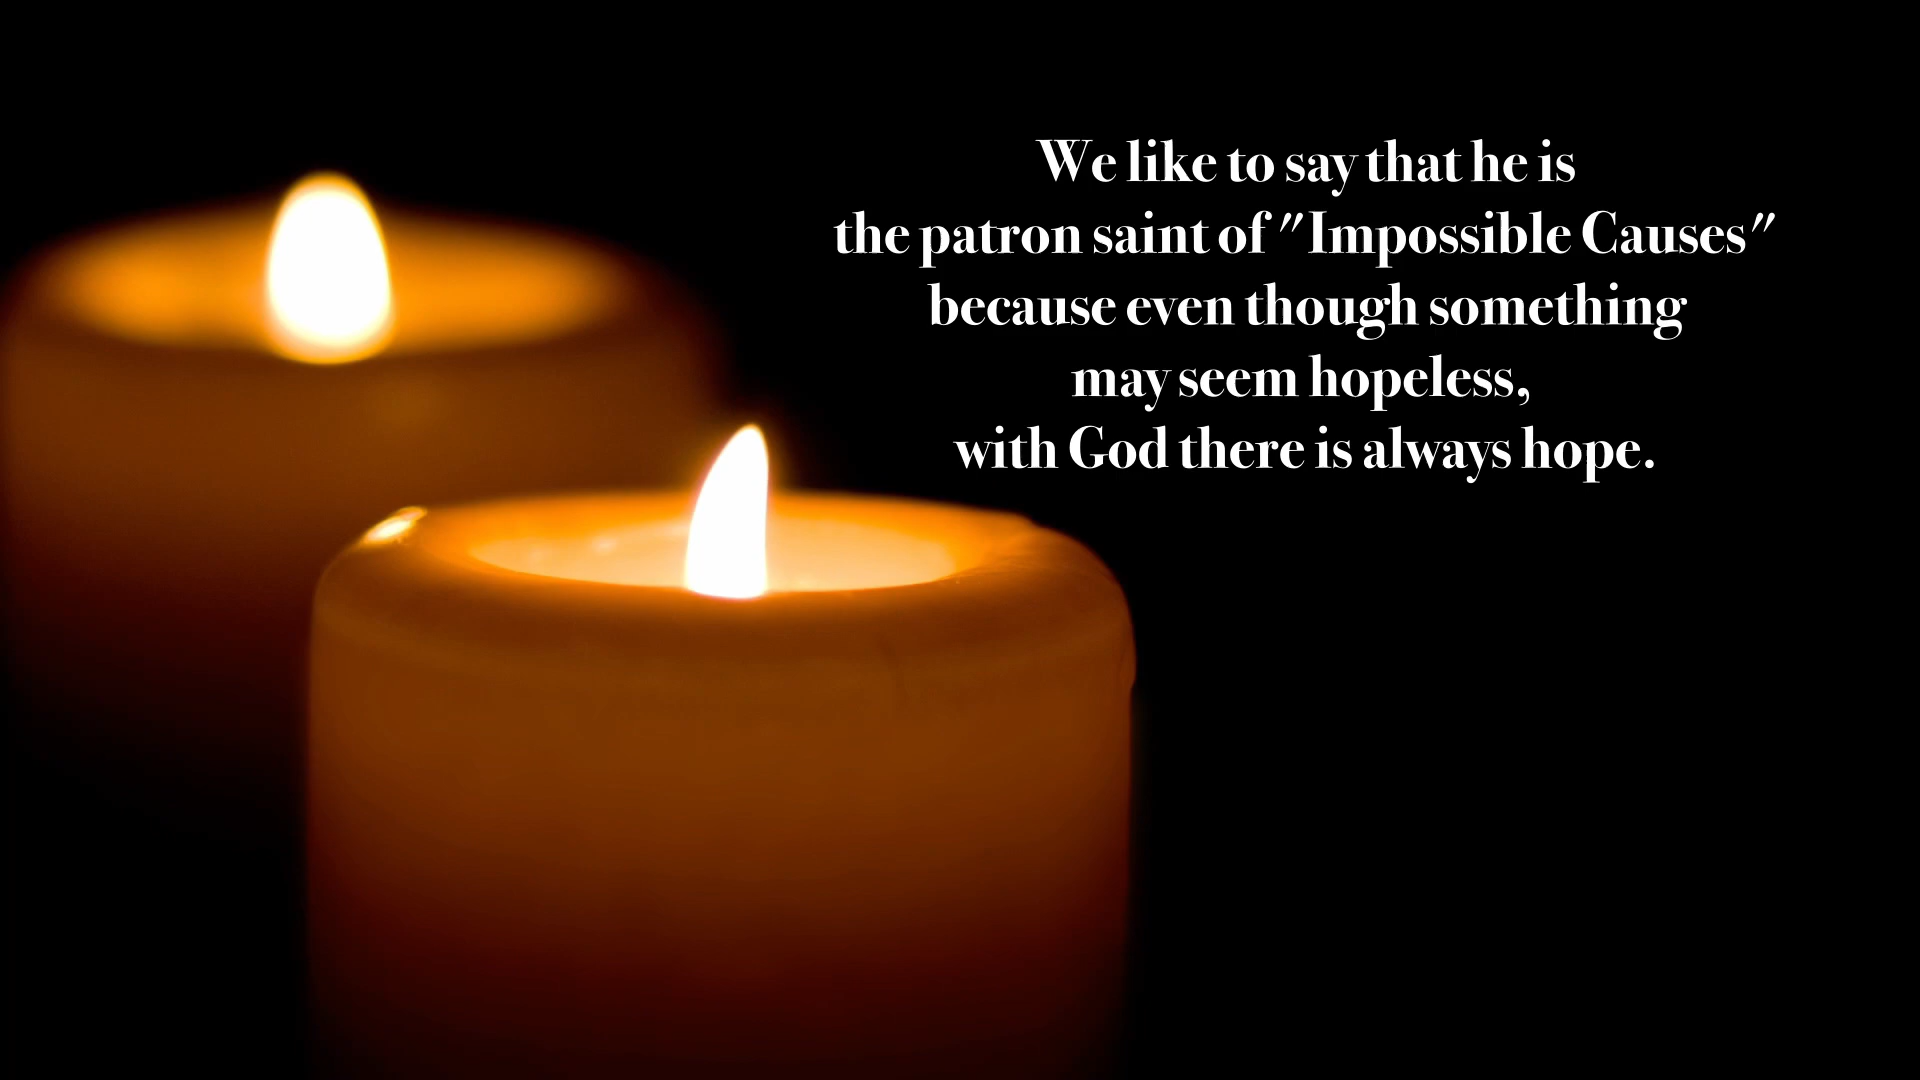 We like to say that he is
the patron saint of "Impossible Causes"
because even though something
may seem hopeless,
with God there is always hope.